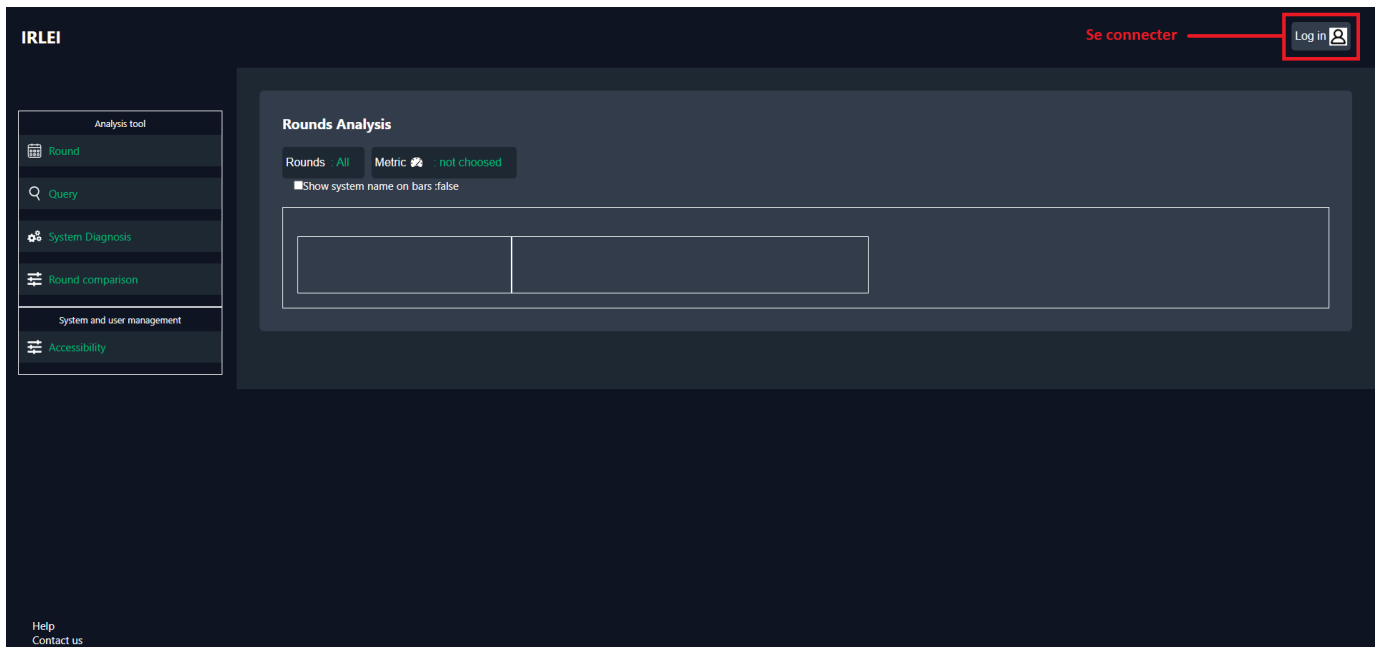 IRLEI
Se connecter
Log in
Analysis tool
Round
Query
System Diagnosis
Round comparison
System and user management
Accessibility
Rounds Analysis
Rounds : All
Metric : not choosed
Show system name on bars :false
Help
Contact us